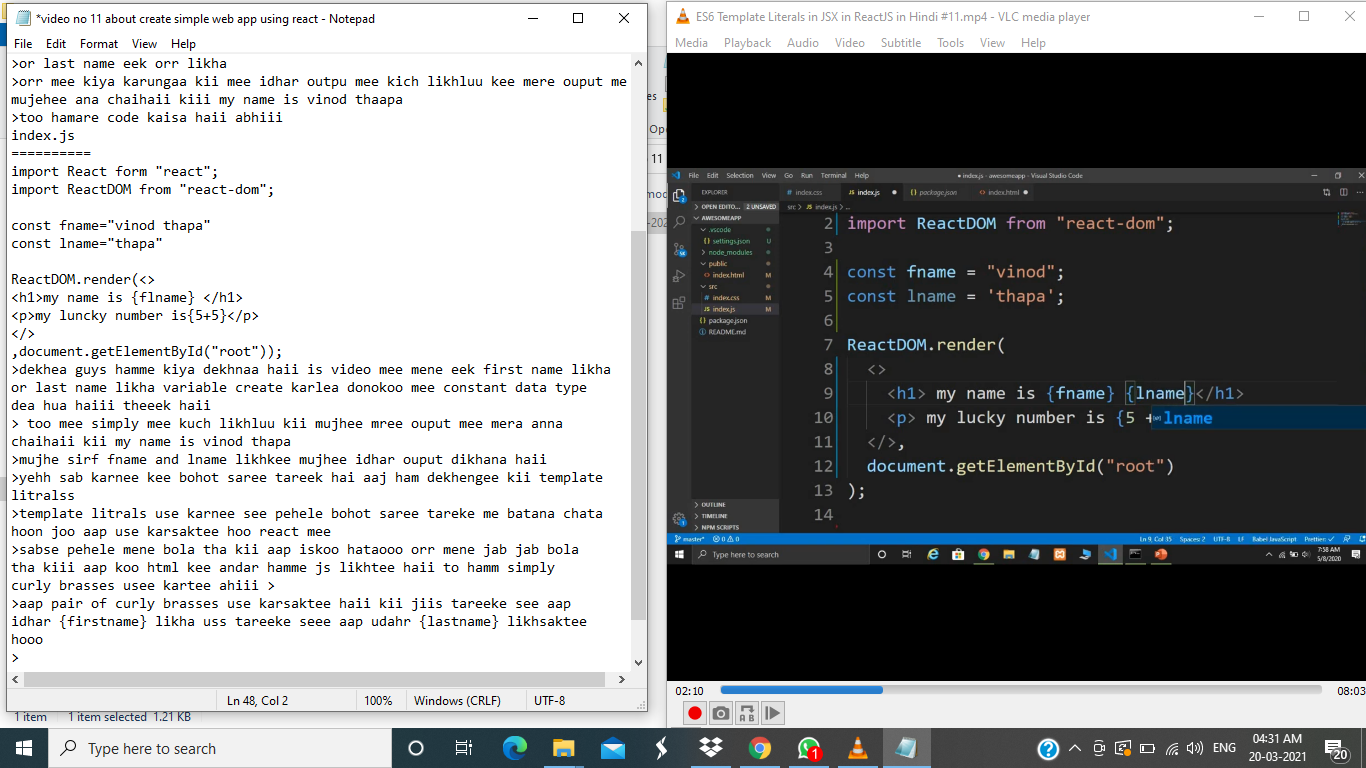 *video no 11 about create simple web app using react - Notepad
File Edit Format View Help
>or last name eek orr likha
>orr mee kiya karungaa kii mee idhar outpu mee kich likhluu kee mere ouput me
mujehee ana chaihaii kiii my name is vinod thaapa
>too hamare code kaisa haii abhiii
index.js
==========
import React form "react";
import ReactDOM from "react-dom";
const fname="vinod thapa"
const lname="thapa"
ReactDOM.render(<>
<h1>my name is {flname} </h1>
<p>my luncky number is{5+5}</p>
</>
,document.getElementById("root"));
>dekhea guys hamme kiya dekhnaa haii is video mee mene eek first name likha
or last name likha variable create karlea donokoo mee constant data type
dea hua haiii theeek haii
> too mee simply mee kuch likhluu kii mujhee mree ouput mee mera anna
chaihaii kii my name is vinod thapa
>mujhe sirf fname and lname likhkee mujhee idhar ouput dikhana haii
>yehh sab karnee kee bohot saree tareek hai aaj ham dekhengee kii template
litralss
>template litrals use karnee see pehele bohot saree tareke me batana chata
hoon joo aap use karsaktee hoo react mee
>sabse pehele mene bola tha kii aap iskoo hataooo orr mene jab jab bola
tha kiii aap koo html kee andar hamme js likhtee haii to hamm simply
curly brasses usee kartee ahiii >
>aap pair of curly brasses use karsaktee haii kii jiis tareeke see aap
idhar {firstname} likha uss tareeke seee aap udahr {lastname} likhsaktee
hooo
>
Ln 48, Col 2 100% Windows (CRLF) UTF-8
1 item 1 item selected 1.21 KB
es
Ope
11
mod
-202
ES6 Template Literals in JSX in ReactJS in Hindi #11.mp4 - VLC media player
Media Playback Audio Video Subtitle Tools View Help
File Edit Selection View Go Run Terminal Help
● index.js - awesomeapp - Visual Studio Code
EXPLORER
OPEN EDITO... 2 UNSAVED
AWESOMEAPP
.vscode
settings.json U
node_modules
public
index.html M
src
index.css M
index.js M
package.json
README.md
OUTLINE
TIMELINE
NPM SCRIPTS
index.css index.js package.json index.html
src > JS index.js > ...
2 import ReactDOM from "react-dom";
3
4 const fname = "vinod";
5 const lname = 'thapa';
6
7 ReactDOM.render(
8 <>
9 <h1> my name is {fname} {lname}</h1>
10 <p> my lucky number is {5 +
lname
11 </>,
12 document.getElementById("root")
13 );
14
master* 0 0 Ln 9, Col 35 Spaces: 2 UTF-8 LF Babel JavaScript Prettier: ✓
Type here to search
7:58 AM
5/8/2020
02:10 08:03
A B
Type here to search
1
ENG
04:31 AM
20-03-2021
20